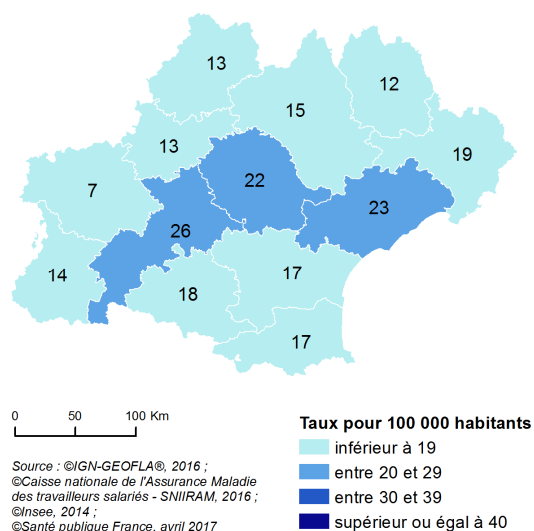 13
12
15
13
19
22
7
23
26
14
17
18
17
0 50 100 Km
Taux pour 100 000 habitants
inférieur à 19
entre 20 et 29
entre 30 et 39
supérieur ou égal à 40
Source : ©IGN-GEOFLA®, 2016 ;
©Caisse nationale de l'Assurance Maladie
des travailleurs salariés - SNIIRAM, 2016 ;
©Insee, 2014 ;
©Santé publique France, avril 2017